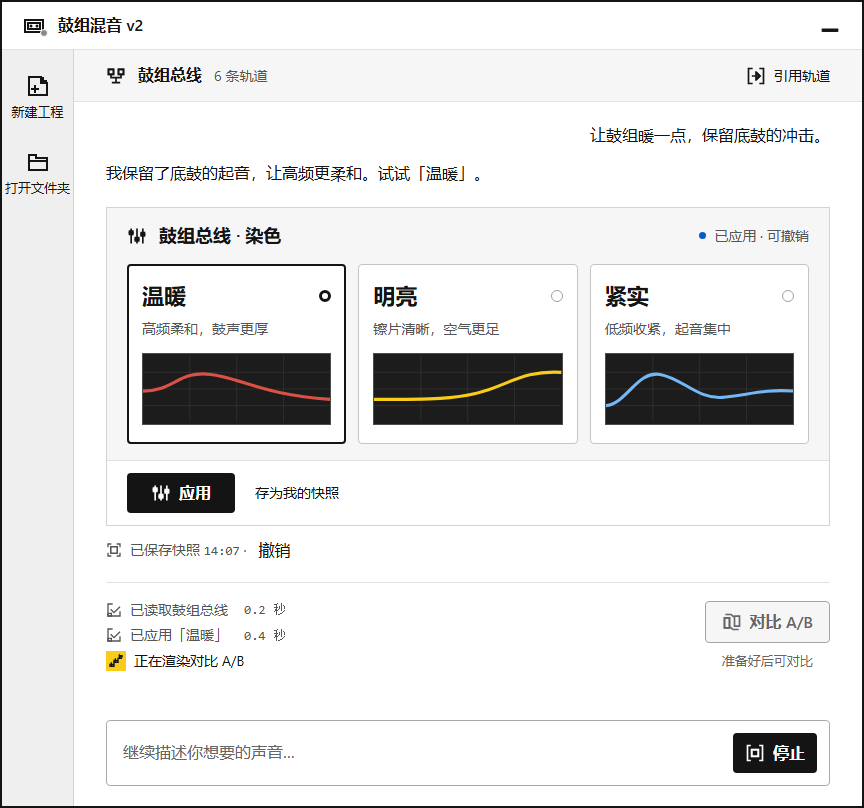 鼓组混音 v2
新建工程
打开文件夹
鼓组总线 6 条轨道
引用轨道
让鼓组暖一点，保留底鼓的冲击。
我保留了底鼓的起音，让高频更柔和。试试「温暖」。
鼓组总线 · 染色
已应用 · 可撤销
温暖
高频柔和，鼓声更厚
明亮
镲片清晰，空气更足
紧实
低频收紧，起音集中
应用
存为我的快照
已保存快照 14:07 · 撤销
已读取鼓组总线 0.2 秒
已应用「温暖」 0.4 秒
正在渲染对比 A/B
对比 A/B
准备好后可对比
继续描述你想要的声音...
停止